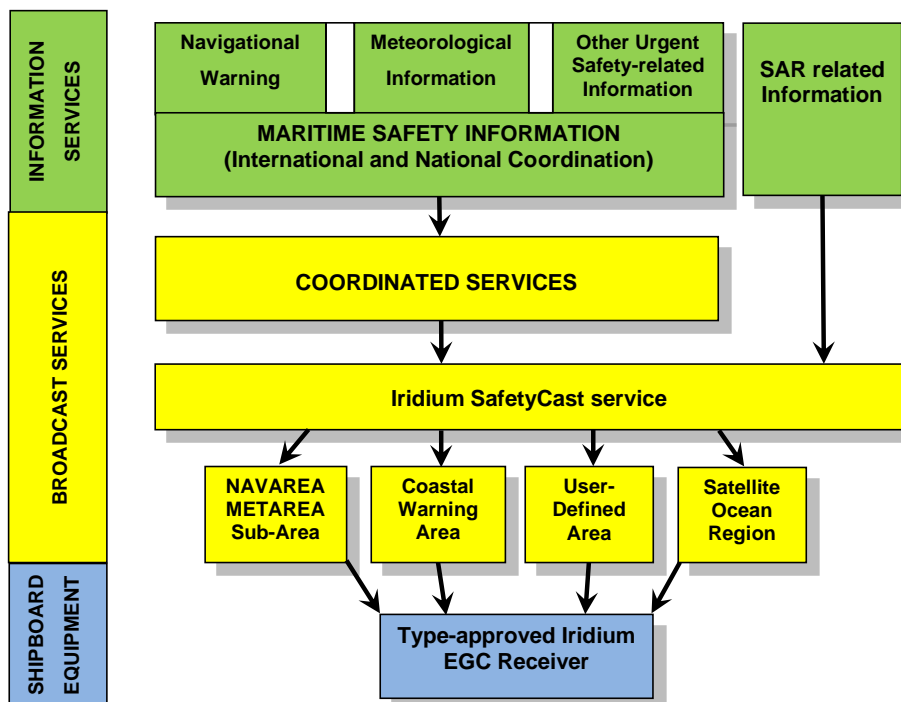 INFORMATION
SERVICES
Navigational
Warning
Meteorological
Information
Other Urgent
Safety-related
Information
SAR related
Information
MARITIME SAFETY INFORMATION
(International and National Coordination)
BROADCAST SERVICES
COORDINATED SERVICES
Iridium SafetyCast service
NAVAREA
METAREA
Sub-Area
Coastal
Warning
Area
User-
Defined
Area
Satellite
Ocean
Region
SHIPBOARD
EQUIPMENT
Type-approved Iridium
EGC Receiver